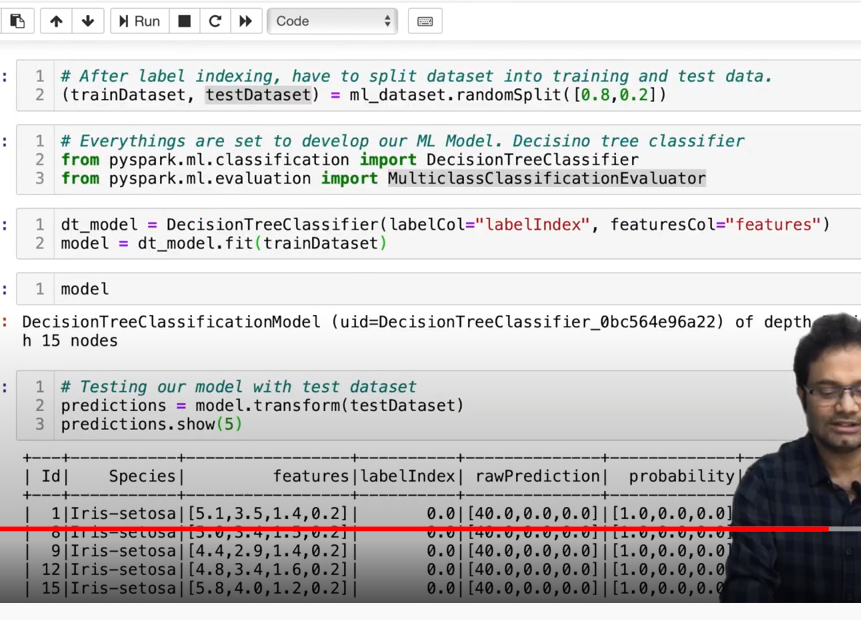 Run
Code
1 # After label indexing, have to split dataset into training and test data.
2 (trainDataset, testDataset) = ml_dataset.randomSplit([0.8,0.2])
1 # Everythings are set to develop our ML Model. Decisino tree classifier
2 from pyspark.ml.classification import DecisionTreeClassifier
3 from pyspark.ml.evaluation import MulticlassClassificationEvaluator
1 dt_model = DecisionTreeClassifier(labelCol="labelIndex", featuresCol="features")
2 model = dt_model.fit(trainDataset)
1 model
DecisionTreeClassificationModel (uid=DecisionTreeClassifier_0bc564e96a22) of depth
h 15 nodes
1 # Testing our model with test dataset
2 predictions = model.transform(testDataset)
3 predictions.show(5)
+----+-----------+-----------------+----------+--------------+-------------+
| Id| Species| features|labelIndex| rawPrediction| probability|
+----+-----------+-----------------+----------+--------------+-------------
| 1|Iris-setosa|[5.1,3.5,1.4,0.2]| 0.0|[40.0,0.0,0.0]|[1.0,0.0,0.0]
| 8|Iris-setosa|[5.0,3.4,1.5,0.2]| 0.0|[40.0,0.0,0.0]|[1.0,0.0,0.0]
| 9|Iris-setosa|[4.4,2.9,1.4,0.2]| 0.0|[40.0,0.0,0.0]|[1.0,0.0,0.0]
| 12|Iris-setosa|[4.8,3.4,1.6,0.2]| 0.0|[40.0,0.0,0.0]|[1.0,0.0,0.0
| 15|Iris-setosa|[5.8,4.0,1.2,0.2]| 0.0|[40.0,0.0,0.0]|[1.0,0.0,0.0